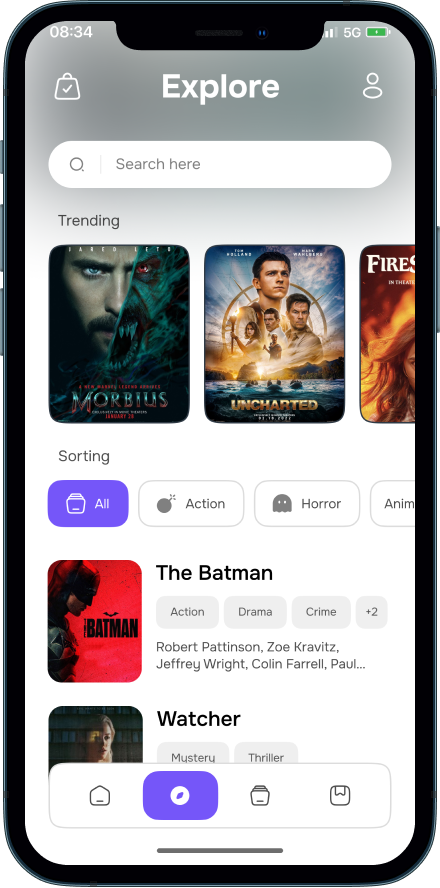 08:34
5G
Explore
Search here
Trending
JARED LETO
A NEW MARVEL LEGEND ARRIVES
MORBIUS
EXCLUSIVELY IN MOVIE THEATERS
JANUARY 28
TOM HOLLAND
MARK WAHLBERG
UNCHARTED
FIRES
IN THEATE
Sorting
All
Action
Horror
Anim
The Batman
THE BATMAN
Action
Drama
Crime
+2
Robert Pattinson, Zoe Kravitz,
Jeffrey Wright, Colin Farrell, Paul...
Watcher
Mystery
Thriller